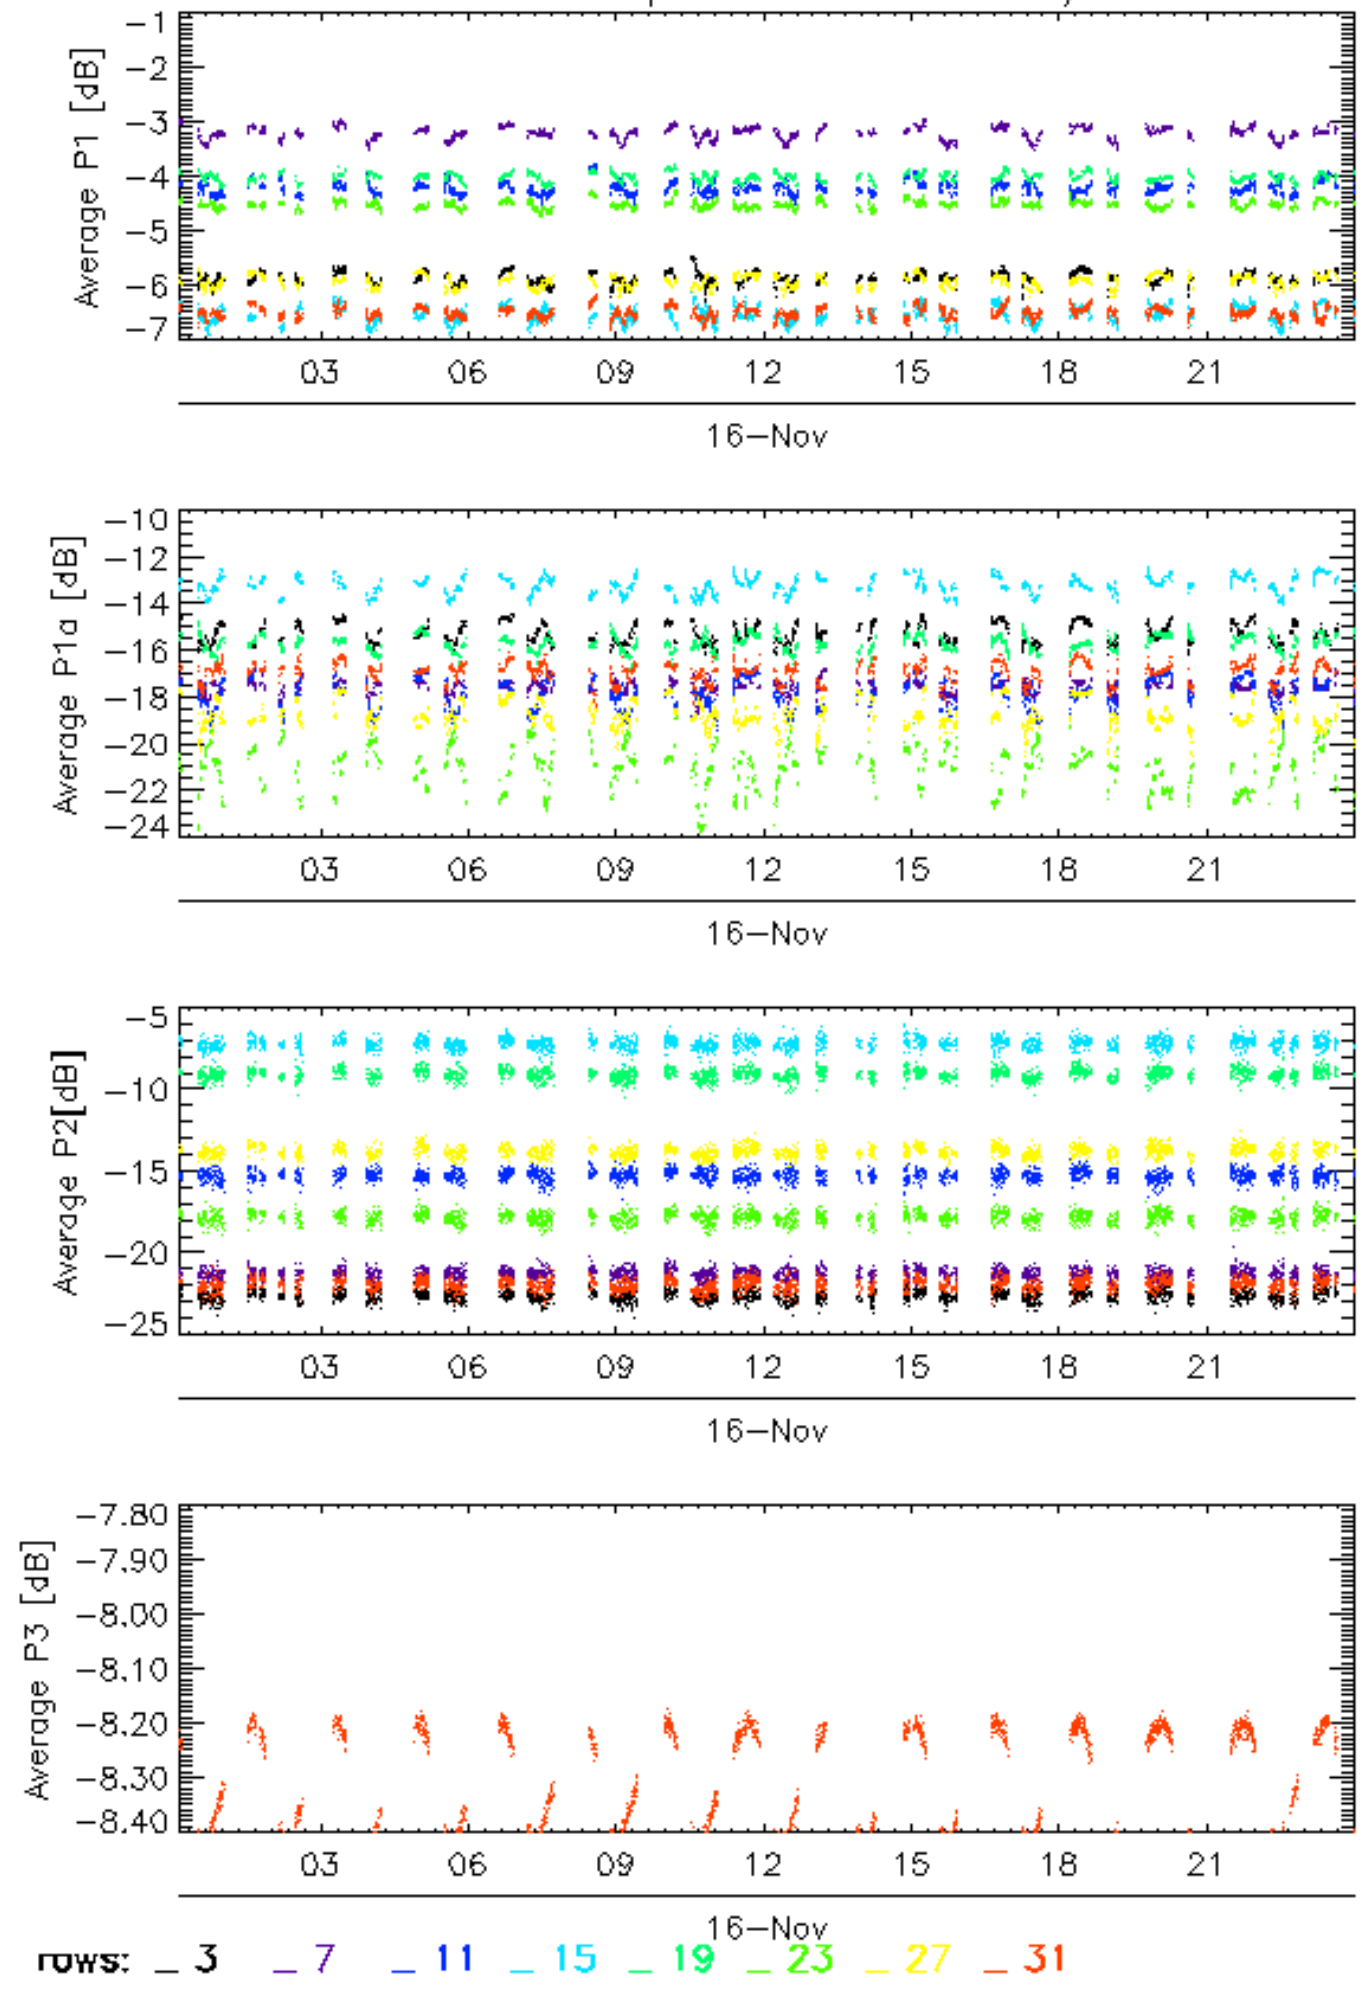 Average P1 [dB]
-1
-2
-3
-4
-5
-6
-7
03 06 09 12 15 18 21
16-Nov
Average P1a [dB]
-10
-12
-14
-16
-18
-20
-22
-24
03 06 09 12 15 18 21
16-Nov
Average P2[dB]
-5
-10
-15
-20
-25
03 06 09 12 15 18 21
16-Nov
Average P3 [dB]
-7.80
-7.90
-8.00
-8.10
-8.20
-8.30
-8.40
03 06 09 12 15 18 21
16-Nov
rows: _ 3 _ 7 _ 11 _ 15 _ 19 _ 23 _ 27 _ 31